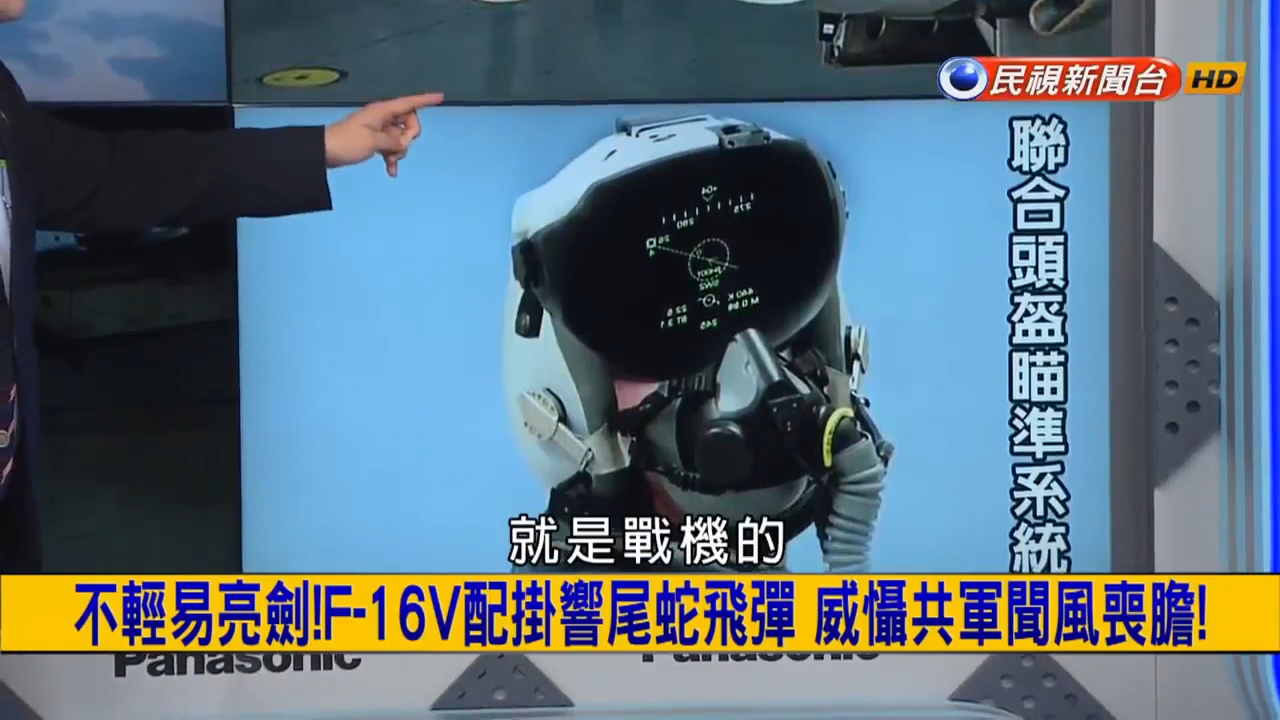 民視新聞台 HD
聯合頭盔瞄準系統
就是戰機的
不輕易亮劍!F-16V配掛響尾蛇飛彈 威懾共軍聞風喪膽!
Panasonic